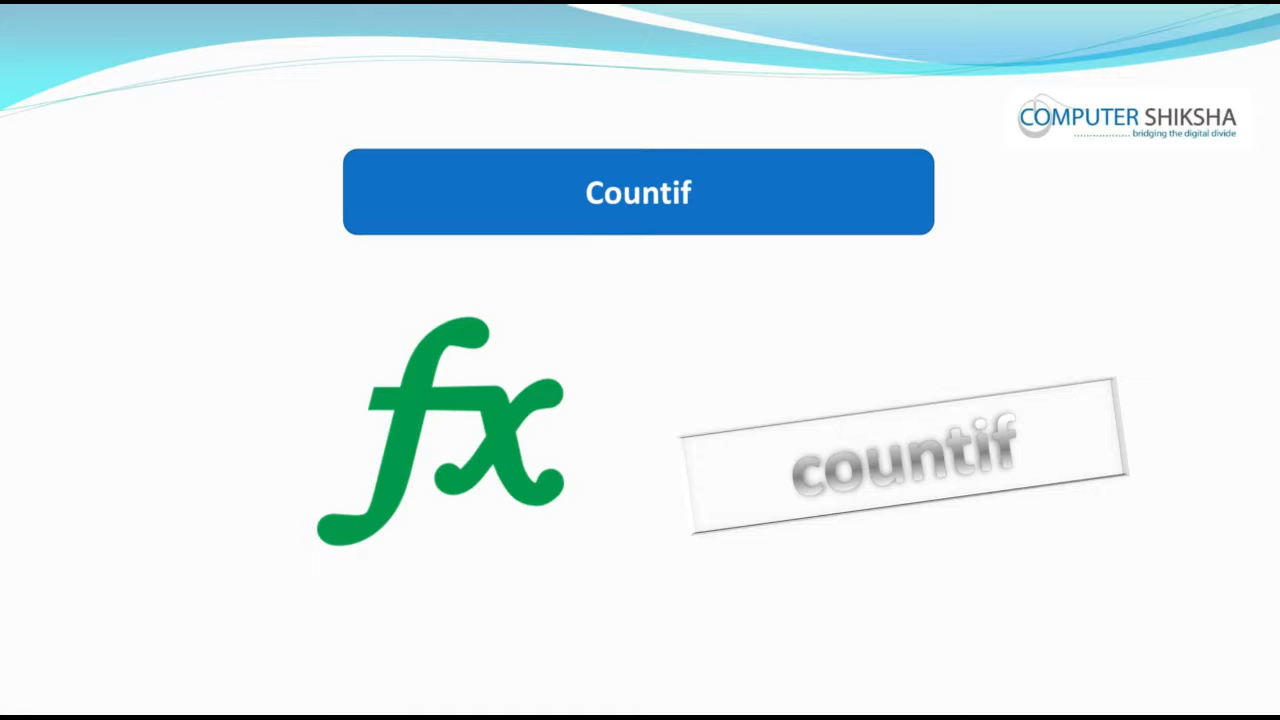 COMPUTER SHIKSHA
bridging the digital divide
Countif
fx
countif